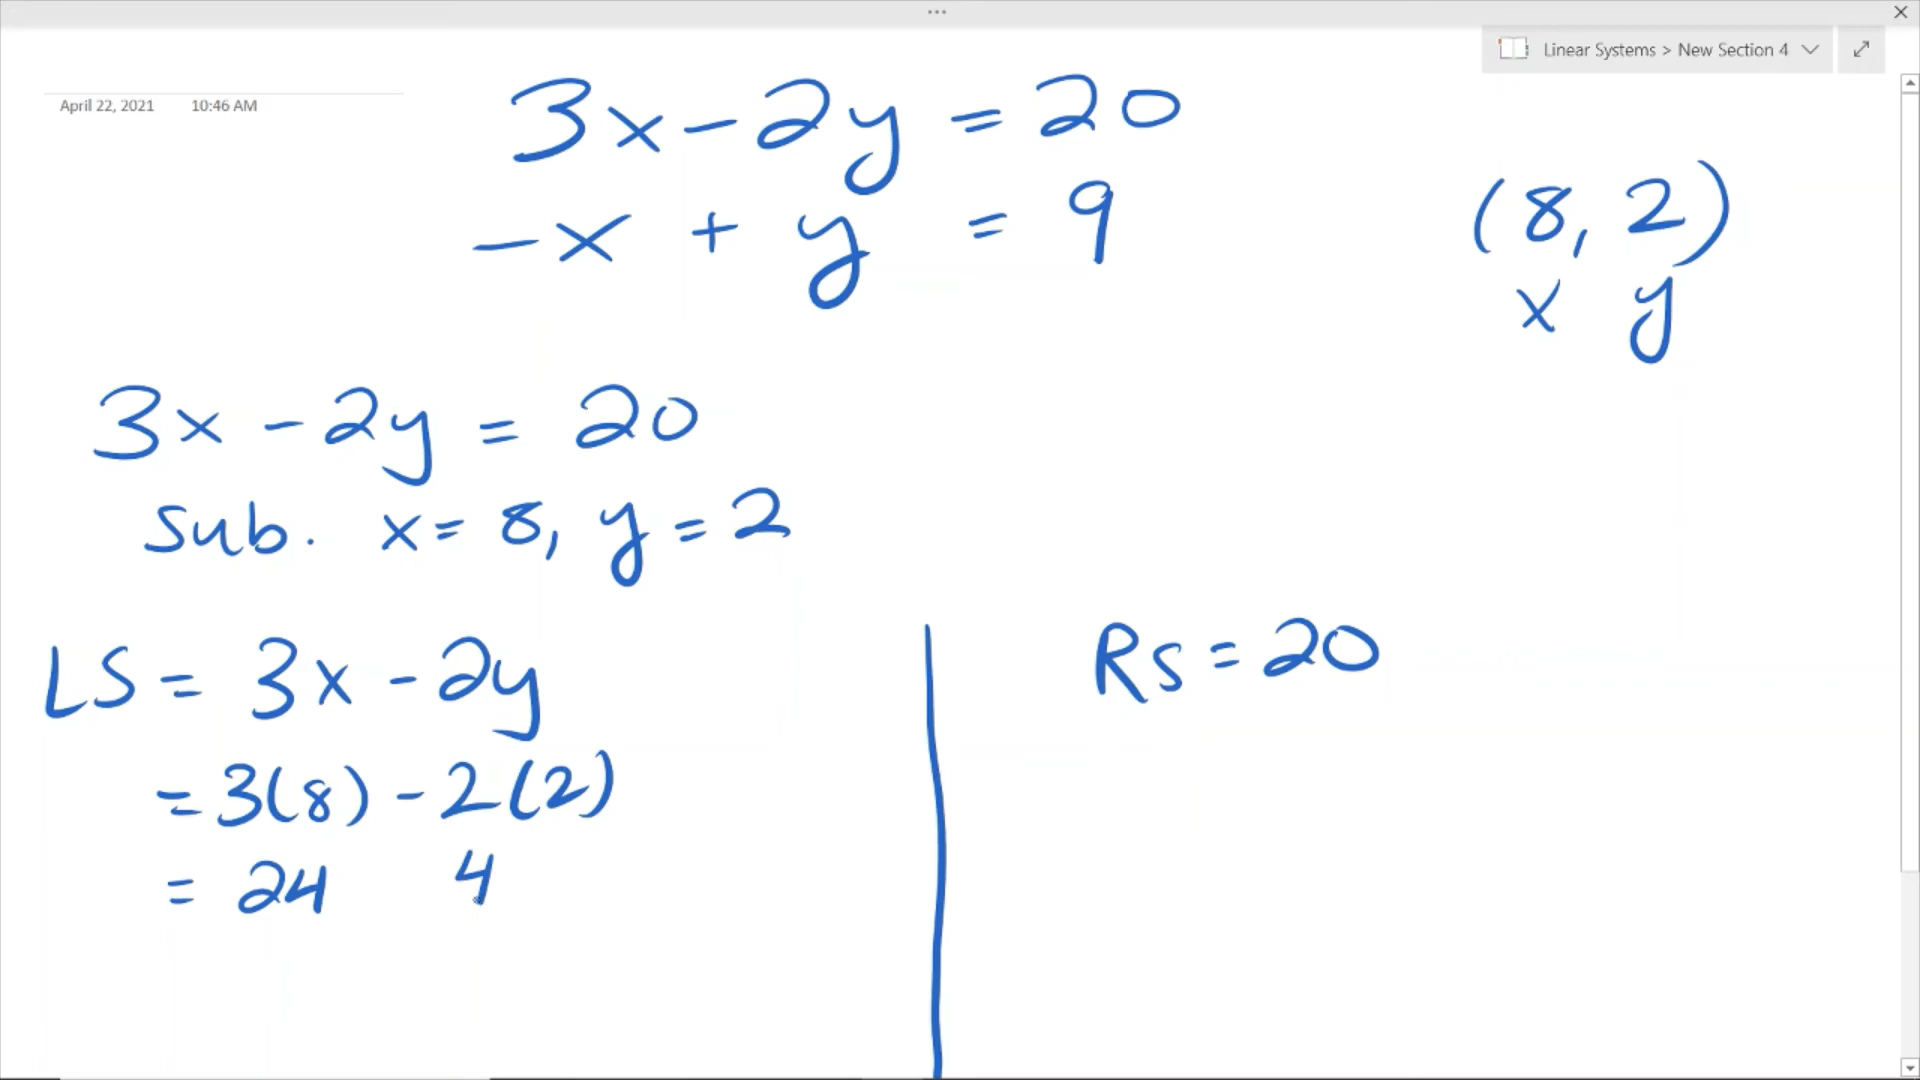 Linear Systems > New Section 4
April 22, 2021 10:46 AM
3x - 2y = 20
-x + y = 9
(8, 2)
x y
3x - 2y = 20
sub. x = 8, y = 2
LS = 3x - 2y
= 3(8) - 2(2)
= 24 4
RS = 20